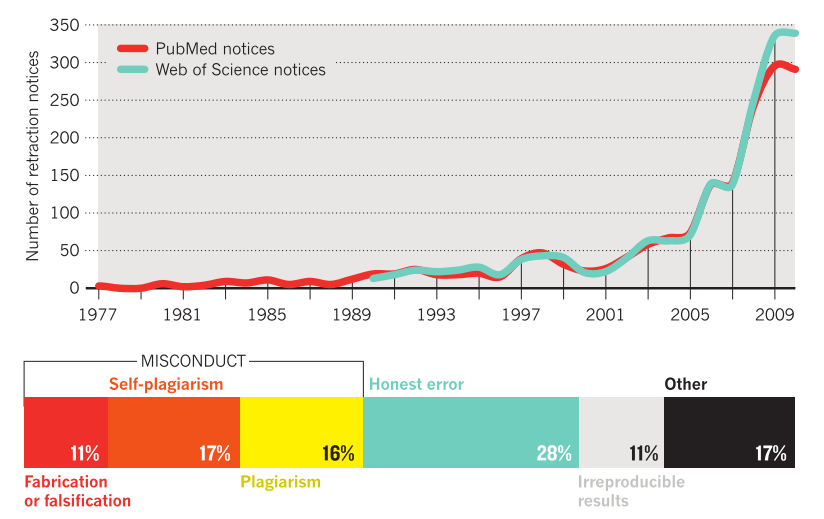 350
300
250
200
150
100
50
0
Number of retraction notices
PubMed notices
Web of Science notices
1977 1981 1985 1989 1993 1997 2001 2005 2009
MISCONDUCT
Self-plagiarism Honest error Other
11% 17% 16% 28% 11% 17%
Fabrication Plagiarism Irreproducible
or falsification results